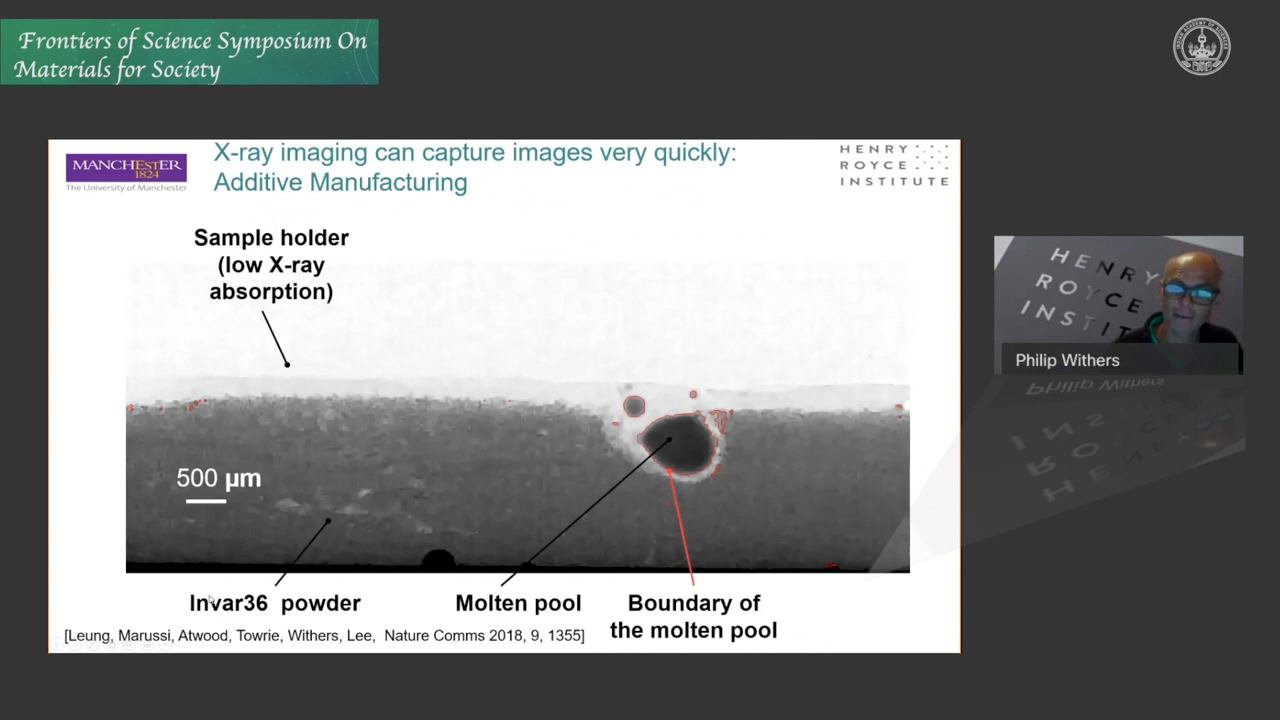 Frontiers of Science Symposium On
Materials for Society
MANCHESTER
1824
The University of Manchester
X-ray imaging can capture images very quickly:
Additive Manufacturing
HENRY
ROYCE
INSTITUTE
Sample holder
(low X-ray
absorption)
500 µm
Invar36 powder
Molten pool
Boundary of
the molten pool
[Leung, Marussi, Atwood, Towrie, Withers, Lee, Nature Comms 2018, 9, 1355]
HENRY
ROYCE
INSTIT
Philip Withers